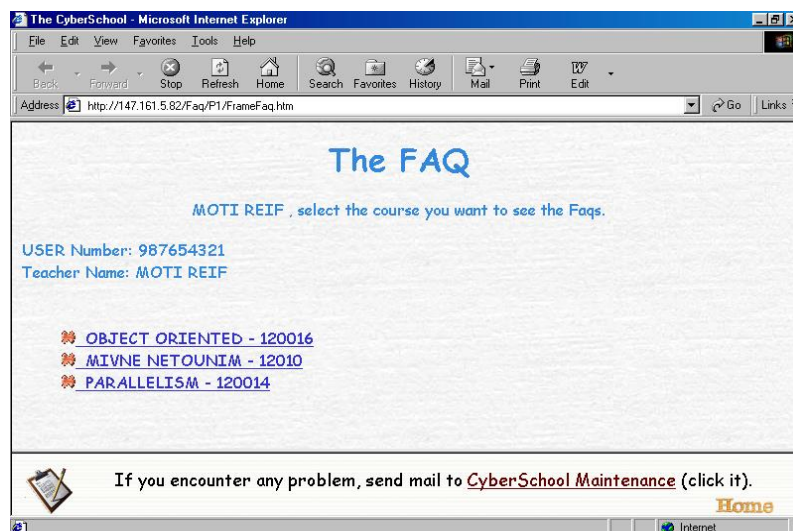 The CyberSchool - Microsoft Internet Explorer
File Edit View Favorites Tools Help
Back Forward Stop Refresh Home Search Favorites History Mail Print Edit
Address http://147.161.5.82/Faq/P1/FrameFaq.htm Go Links
The FAQ
MOTI REIF , select the course you want to see the Faqs.
USER Number: 987654321
Teacher Name: MOTI REIF
OBJECT ORIENTED - 120016
MIVNE NETOUNIM - 12010
PARALLELISM - 120014
If you encounter any problem, send mail to CyberSchool Maintenance (click it).
Home
Internet